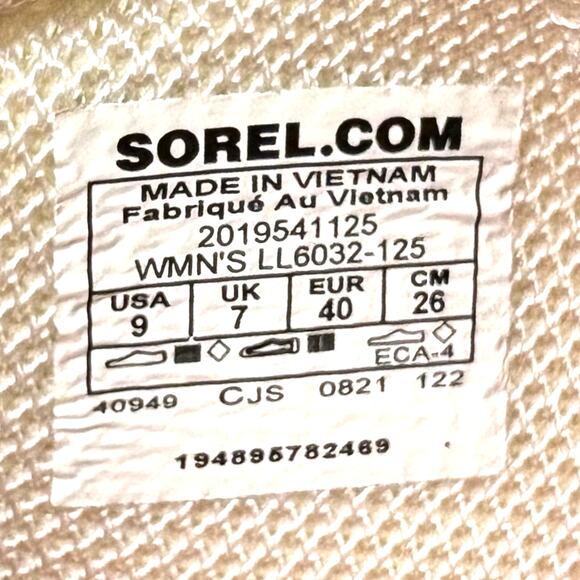 SOREL.COM
MADE IN VIETNAM
Fabriqué Au Vietnam
2019541125
WMN'S LL6032-125
USA UK EUR CM
9 7 40 26
ECA-4
40949 CJS 0821 122
194895782469